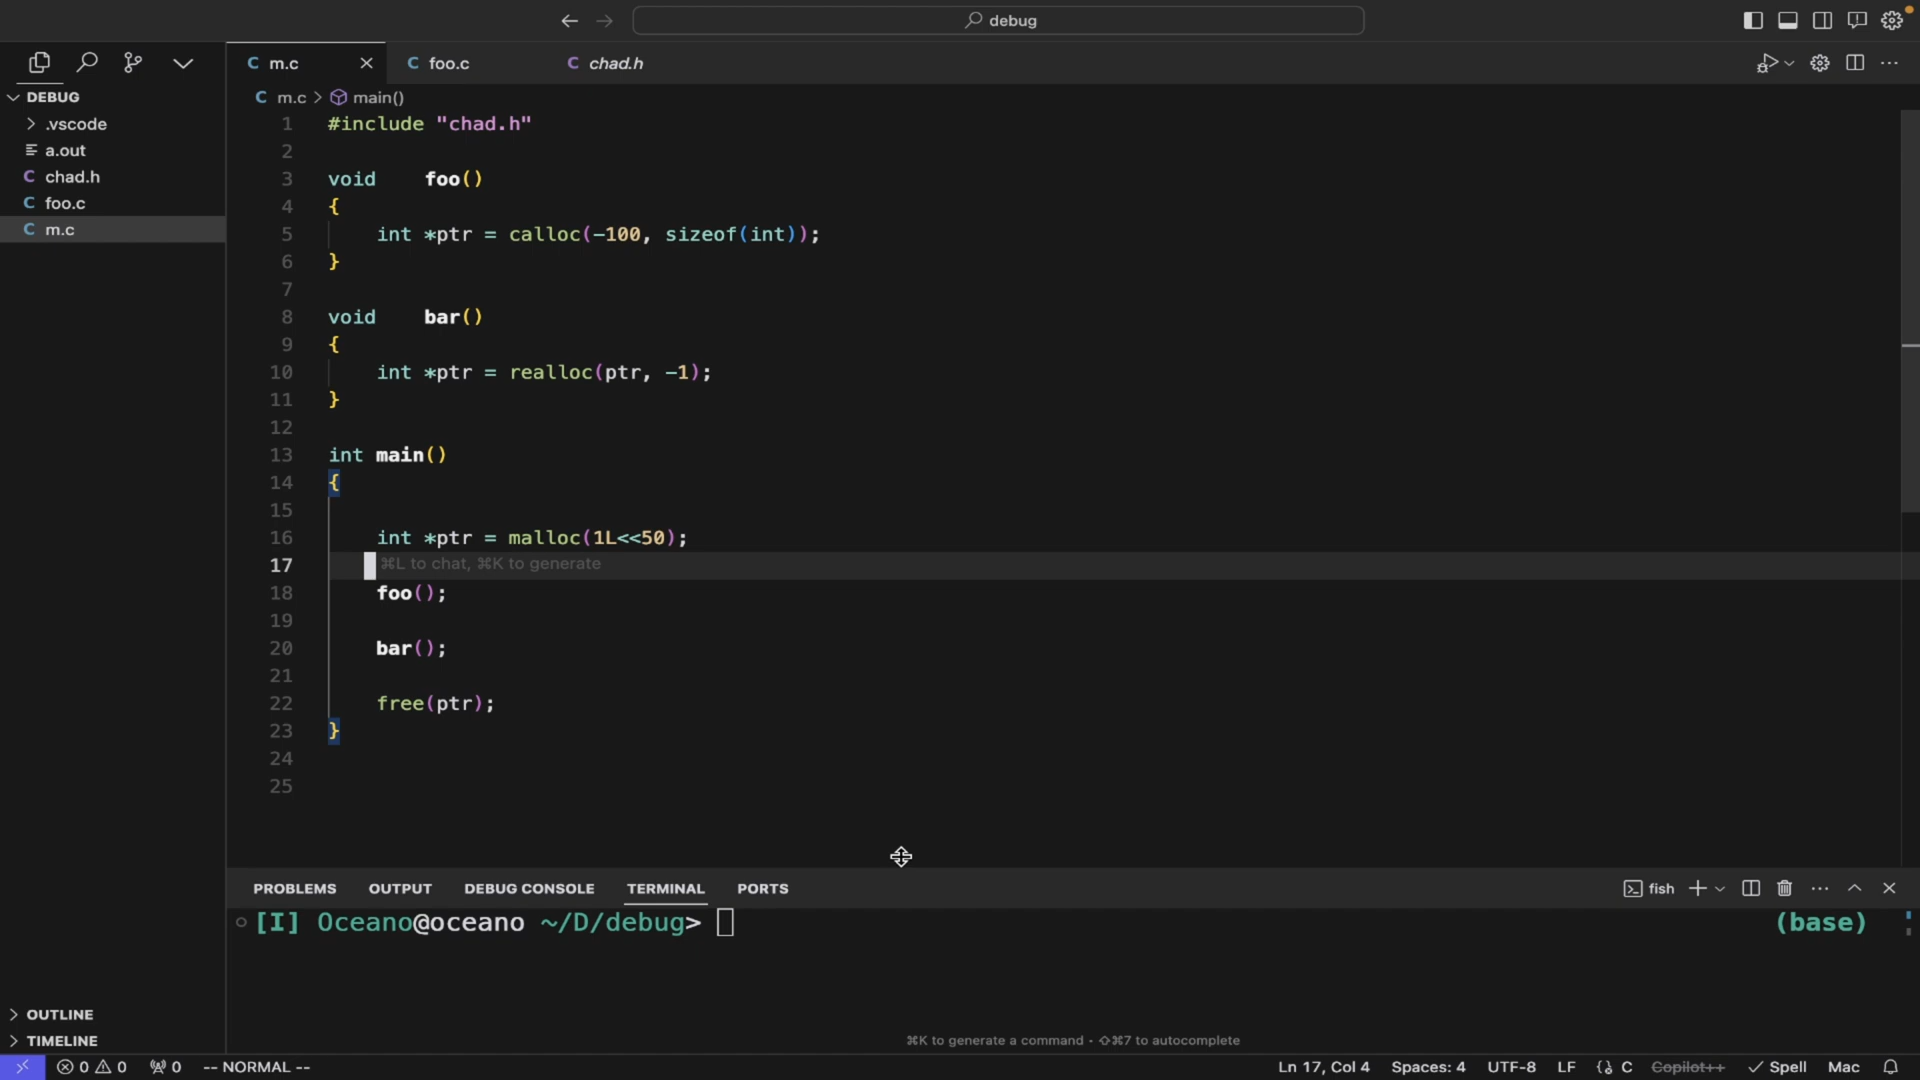 debug
m.c
foo.c
chad.h
DEBUG
.vscode
a.out
chad.h
foo.c
m.c
m.c > main()
1 #include "chad.h"
2
3 void    foo()
4 {
5     int *ptr = calloc(-100, sizeof(int));
6 }
7
8 void    bar()
9 {
10     int *ptr = realloc(ptr, -1);
11 }
12
13 int main()
14 {
15
16     int *ptr = malloc(1L<<50);
17     ⌘L to chat, ⌘K to generate
18     foo();
19
20     bar();
21
22     free(ptr);
23 }
24
25
PROBLEMS OUTPUT DEBUG CONSOLE TERMINAL PORTS fish
[I] Oceano@oceano ~/D/debug> (base)
OUTLINE
TIMELINE
⌘K to generate a command - ⇧⌘7 to autocomplete
0 0 0 -- NORMAL -- Ln 17, Col 4 Spaces: 4 UTF-8 LF C Copilot++ Spell Mac